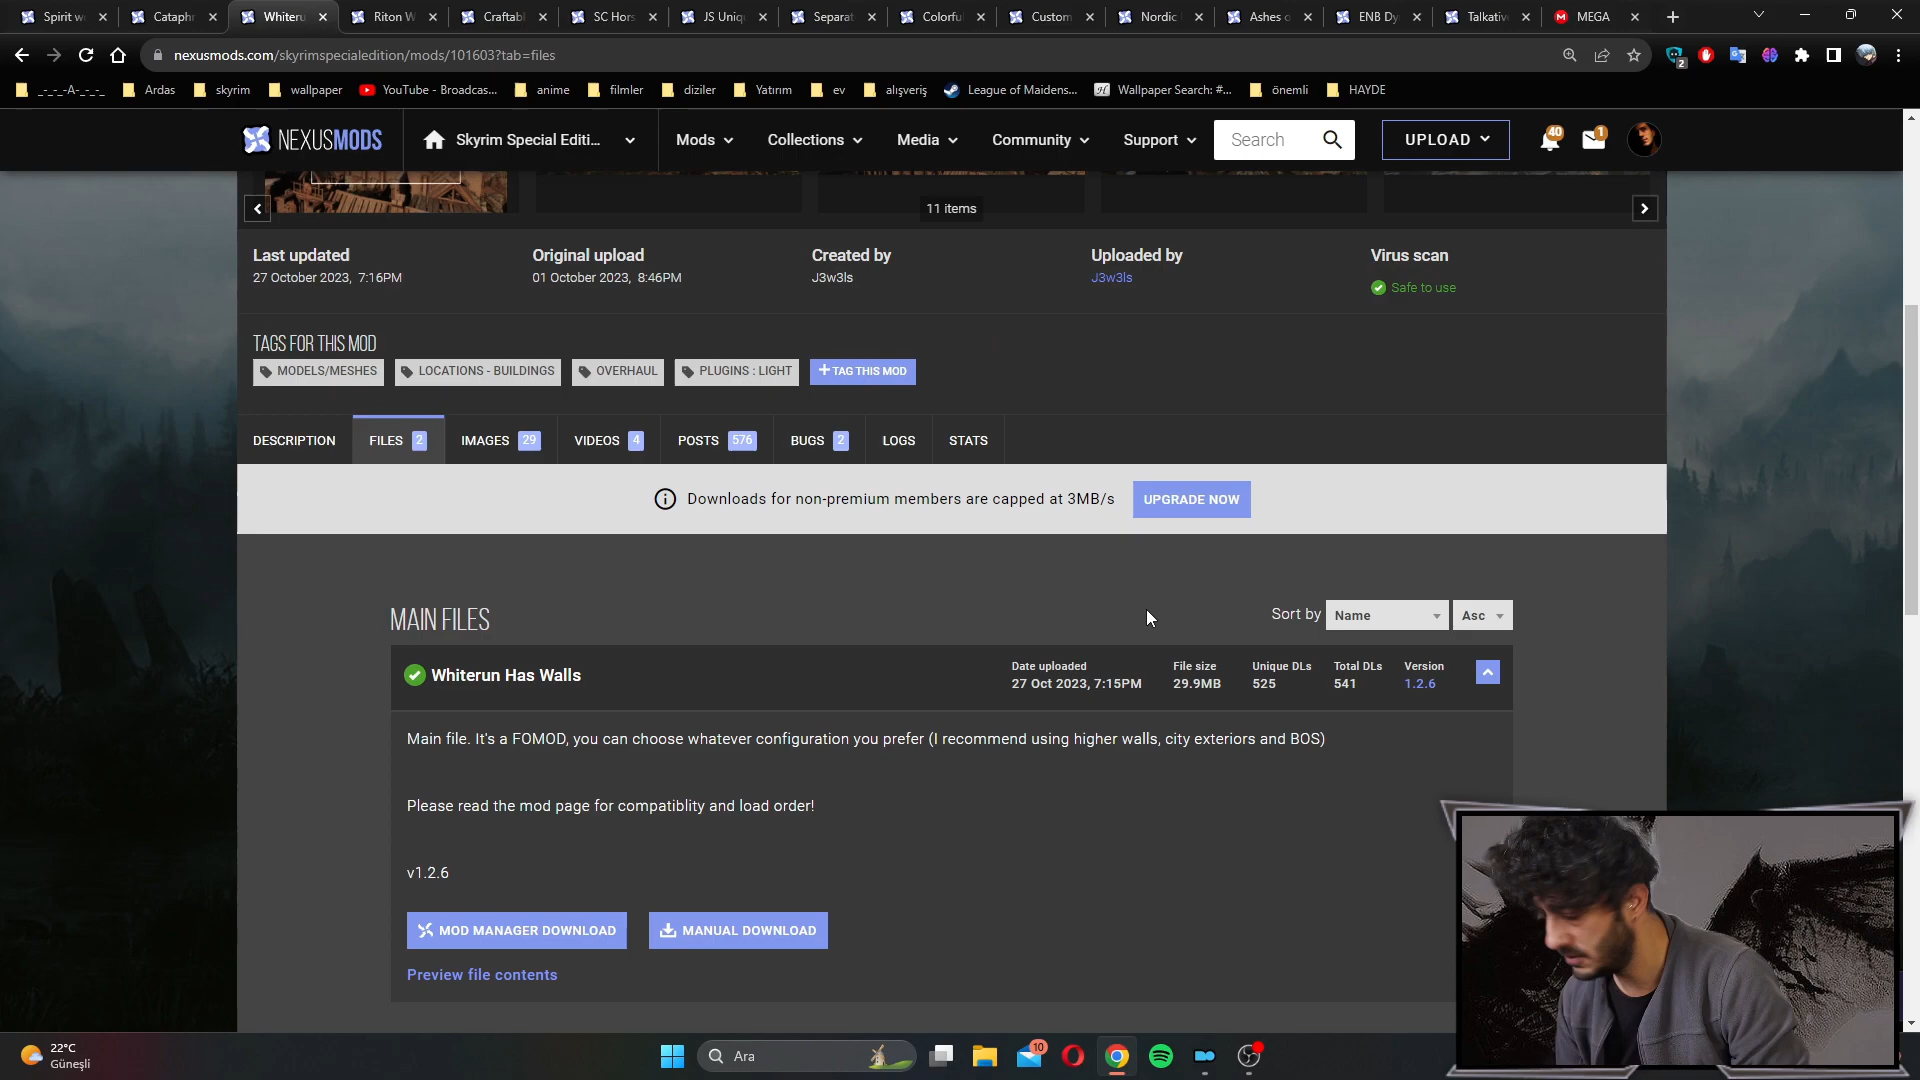 Spirit w
Cataph
Whiteru
Riton W
Craftabl
SC Hors
JS Uniq
Separat
Colorfu
Custom
Nordic
Ashes o
ENB Dy
Talkativ
MEGA
nexusmods.com/skyrimspecialedition/mods/101603?tab=files
2
_-_-_-A-_-_-_
Ardas
skyrim
wallpaper
YouTube - Broadcas...
anime
filmler
diziler
Yatırım
ev
alışveriş
League of Maidens...
Wallpaper Search: #...
önemli
HAYDE
NEXUSMODS
Skyrim Special Editi...
Mods
Collections
Media
Community
Support
Search
UPLOAD
40
1
11 items
Last updated
27 October 2023, 7:16PM
Original upload
01 October 2023, 8:46PM
Created by
J3w3ls
Uploaded by
J3w3ls
Virus scan
Safe to use
TAGS FOR THIS MOD
MODELS/MESHES
LOCATIONS - BUILDINGS
OVERHAUL
PLUGINS : LIGHT
+ TAG THIS MOD
DESCRIPTION
FILES 2
IMAGES 29
VIDEOS 4
POSTS 576
BUGS 2
LOGS
STATS
Downloads for non-premium members are capped at 3MB/s
UPGRADE NOW
MAIN FILES
Sort by
Name
Asc
Whiterun Has Walls
Date uploaded
27 Oct 2023, 7:15PM
File size
29.9MB
Unique DLs
525
Total DLs
541
Version
1.2.6
Main file. It's a FOMOD, you can choose whatever configuration you prefer (I recommend using higher walls, city exteriors and BOS)
Please read the mod page for compatiblity and load order!
v1.2.6
MOD MANAGER DOWNLOAD
MANUAL DOWNLOAD
Preview file contents
22°C
Güneşli
Ara
10